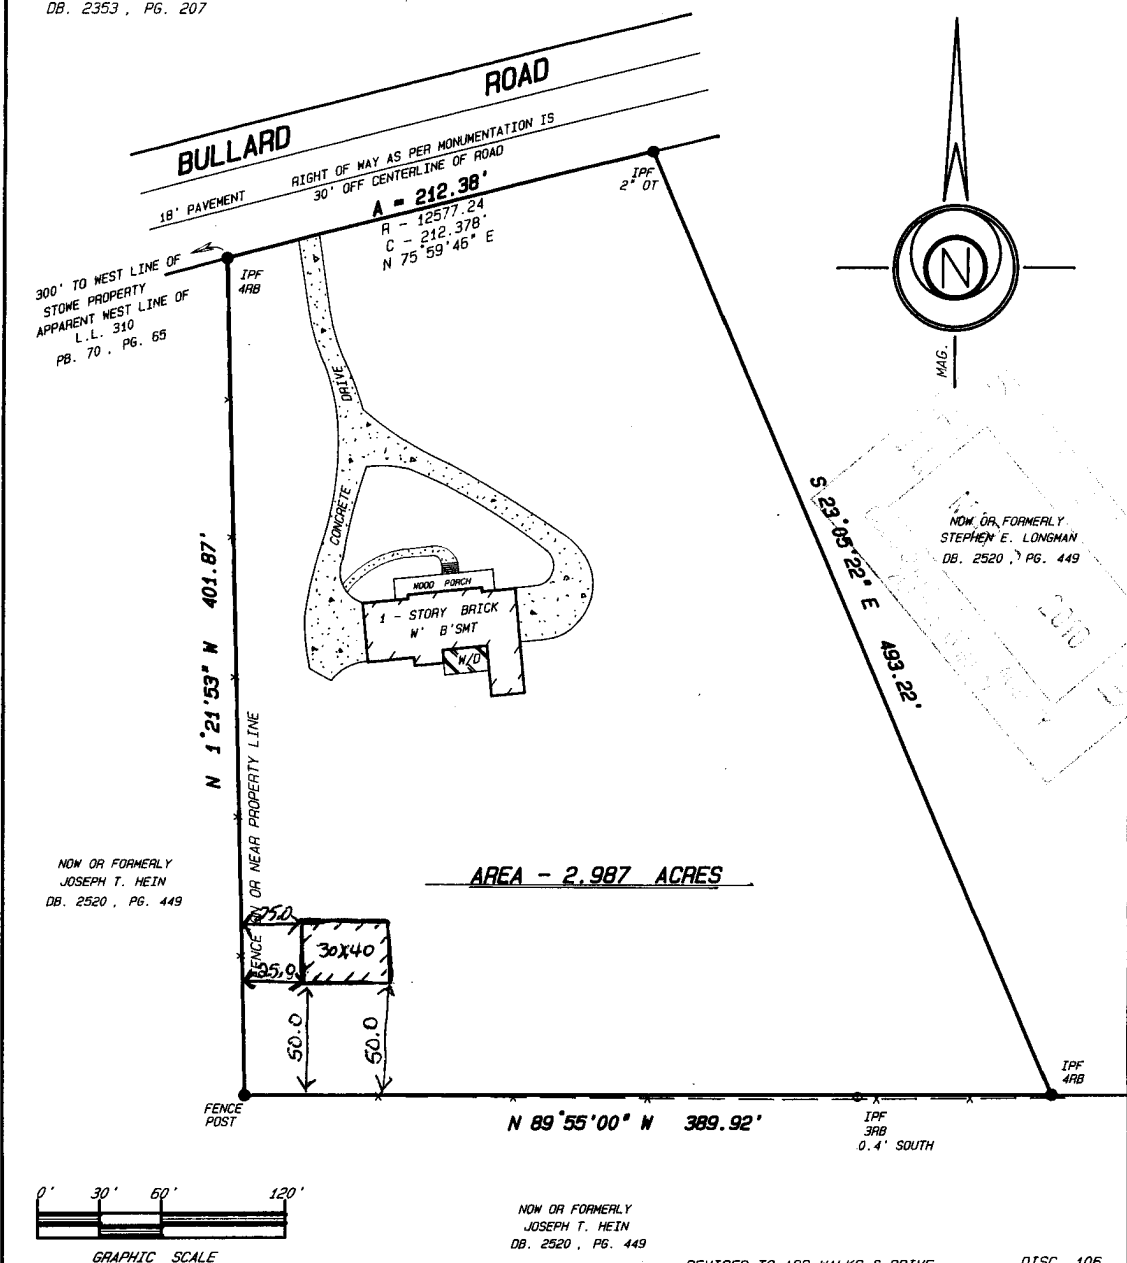 DB. 2353 , PG. 207
BULLARD ROAD
18' PAVEMENT
RIGHT OF WAY AS PER MONUMENTATION IS
30' OFF CENTERLINE OF ROAD
A = 212.38'
R - 12577.24
C - 212.378'
N 75°59'46" E
IPF
2" OT
300' TO WEST LINE OF
STOWE PROPERTY
APPARENT WEST LINE OF
L.L. 310
PB. 70 , PG. 65
IPF
4RB
N
MAG.
CONCRETE DRIVE
WOOD PORCH
1 - STORY BRICK
W' B'SMT
W/D
S 23°05'22" E 493.22'
NOW OR FORMERLY
STEPHEN E. LONGMAN
DB. 2520 , PG. 449
2010
N 1°21'53" W 401.87'
FENCE ON OR NEAR PROPERTY LINE
NOW OR FORMERLY
JOSEPH T. HEIN
DB. 2520 , PG. 449
AREA - 2.987 ACRES
25.0
30X40
25.0
50.0
50.0
FENCE
POST
N 89°55'00" W 389.92'
IPF
3RB
0.4' SOUTH
IPF
4RB
0' 30' 60' 120'
GRAPHIC SCALE
NOW OR FORMERLY
JOSEPH T. HEIN
DB. 2520 , PG. 449